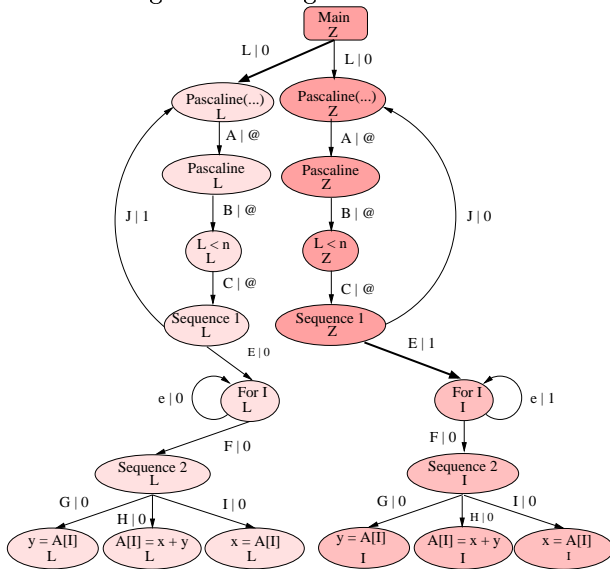 Main
Z
L | 0
L | 0
Pascaline(...)
L
Pascaline(...)
Z
A | @
A | @
Pascaline
L
Pascaline
Z
J | 1
B | @
B | @
J | 0
L < n
L
L < n
Z
C | @
C | @
Sequence 1
L
Sequence 1
Z
E | 0
E | 1
e | 0
For I
L
For I
I
e | 1
F | 0
F | 0
Sequence 2
L
Sequence 2
I
G | 0
H | 0
I | 0
G | 0
H | 0
I | 0
y = A[I]
L
A[I] = x + y
L
x = A[I]
L
y = A[I]
I
A[I] = x + y
I
x = A[I]
I